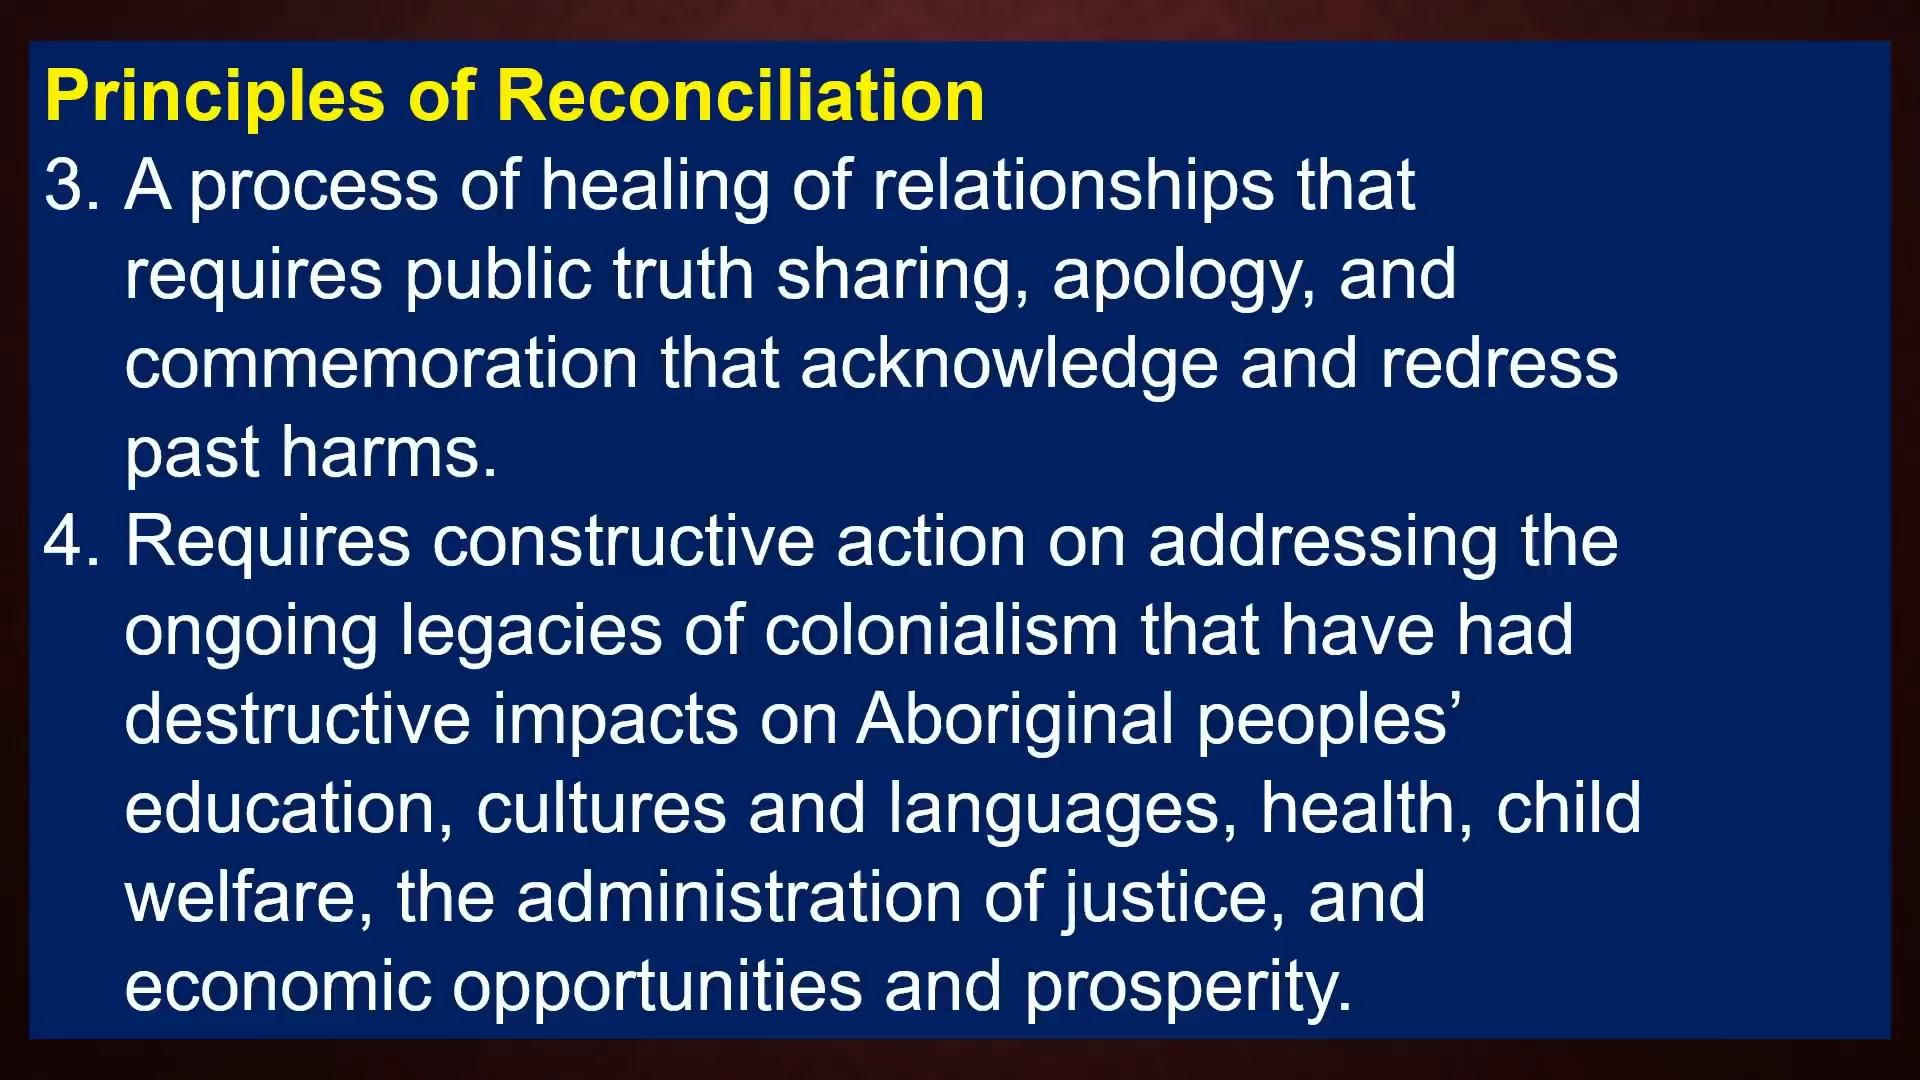 Principles of Reconciliation
3. A process of healing of relationships that
requires public truth sharing, apology, and
commemoration that acknowledge and redress
past harms.
4. Requires constructive action on addressing the
ongoing legacies of colonialism that have had
destructive impacts on Aboriginal peoples’
education, cultures and languages, health, child
welfare, the administration of justice, and
economic opportunities and prosperity.